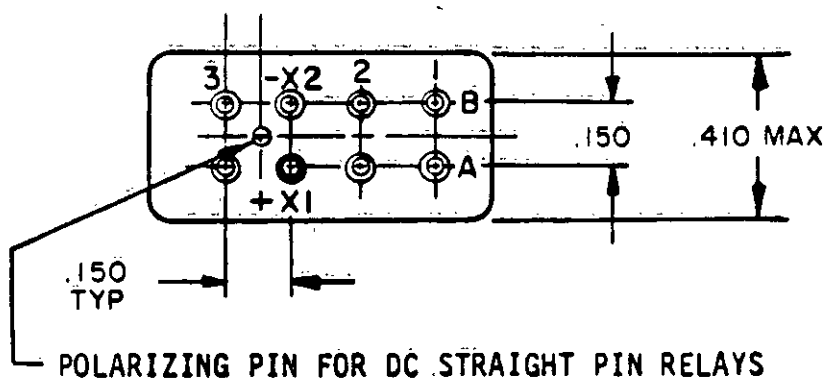 3 -X2 2 1
B
.150 .410 MAX
A
+X1
.150
TYP
POLARIZING PIN FOR DC STRAIGHT PIN RELAYS